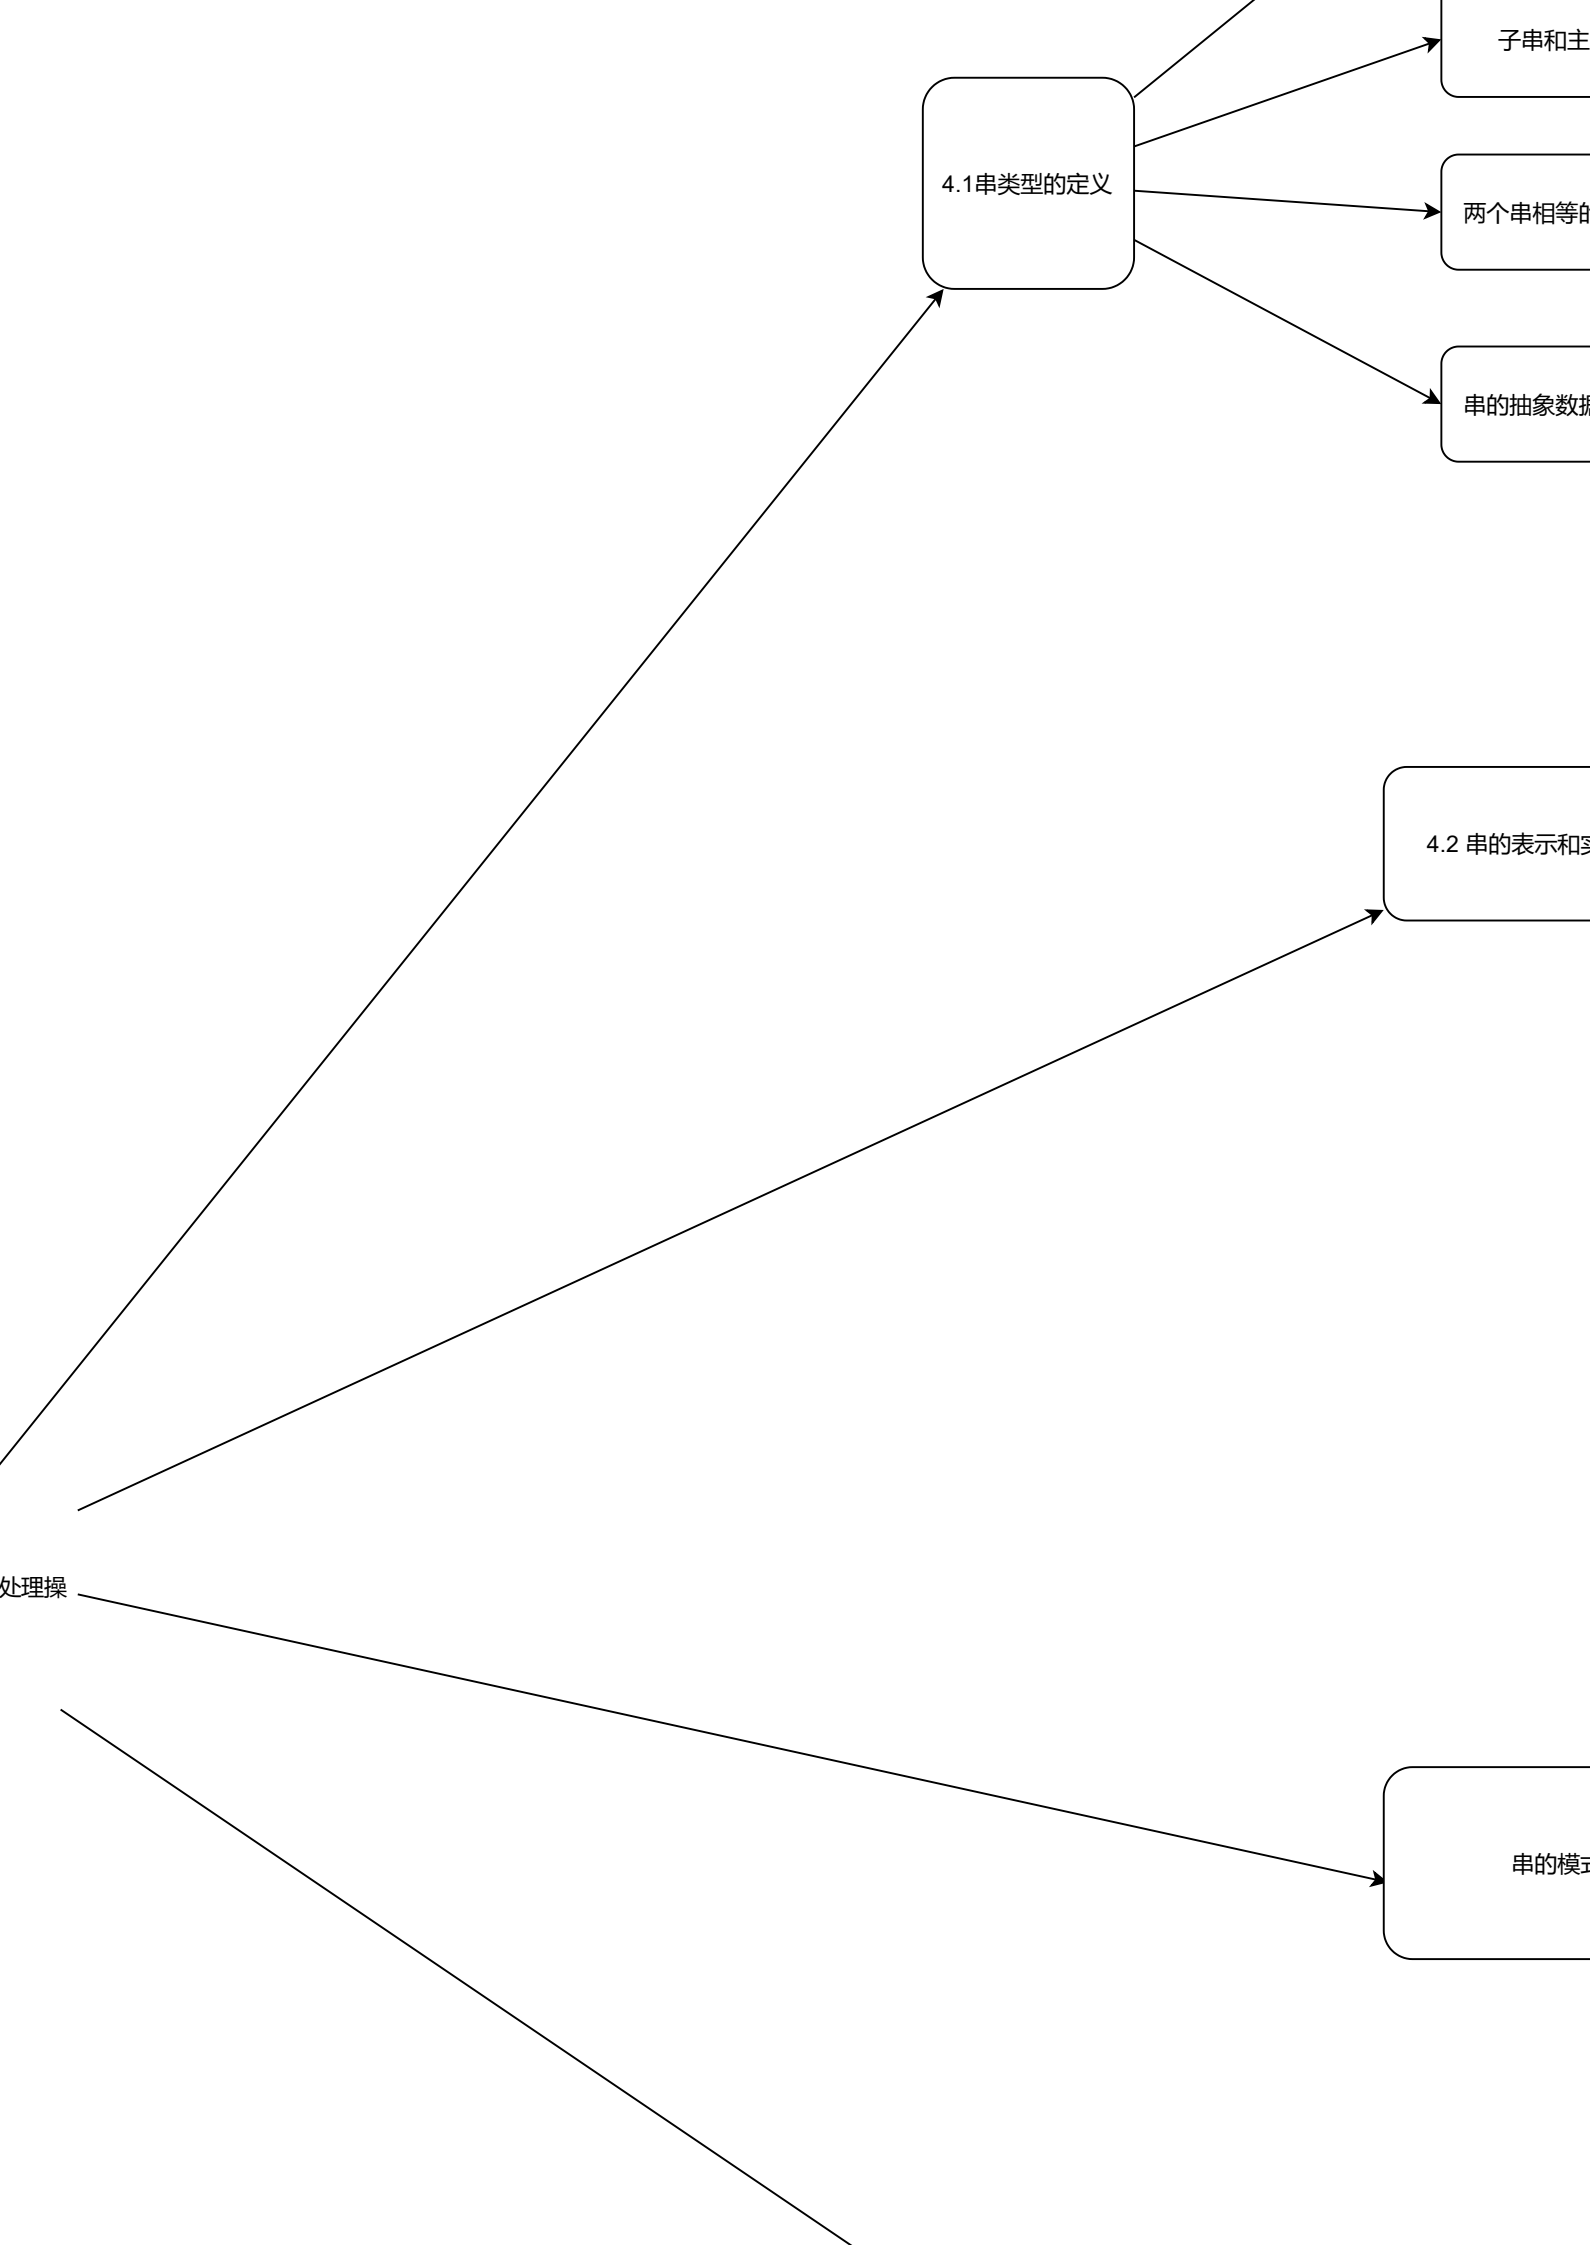 子串和主
4.1串类型的定义
两个串相等的
串的抽象数据
4.2 串的表示和实
处理操
串的模式